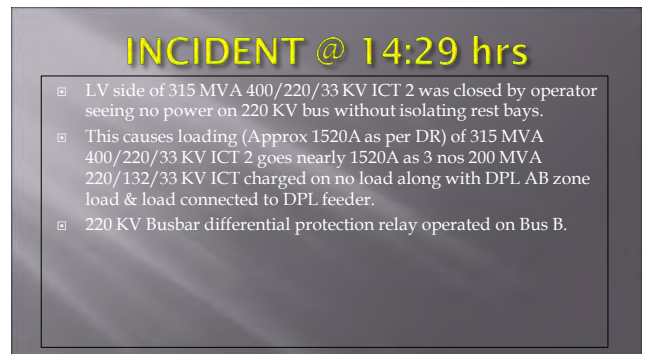 INCIDENT @ 14:29 hrs
LV side of 315 MVA 400/220/33 KV ICT 2 was closed by operator
seeing no power on 220 KV bus without isolating rest bays.
This causes loading (Approx 1520A as per DR) of 315 MVA
400/220/33 KV ICT 2 goes nearly 1520A as 3 nos 200 MVA
220/132/33 KV ICT charged on no load along with DPL AB zone
load & load connected to DPL feeder.
220 KV Busbar differential protection relay operated on Bus B.